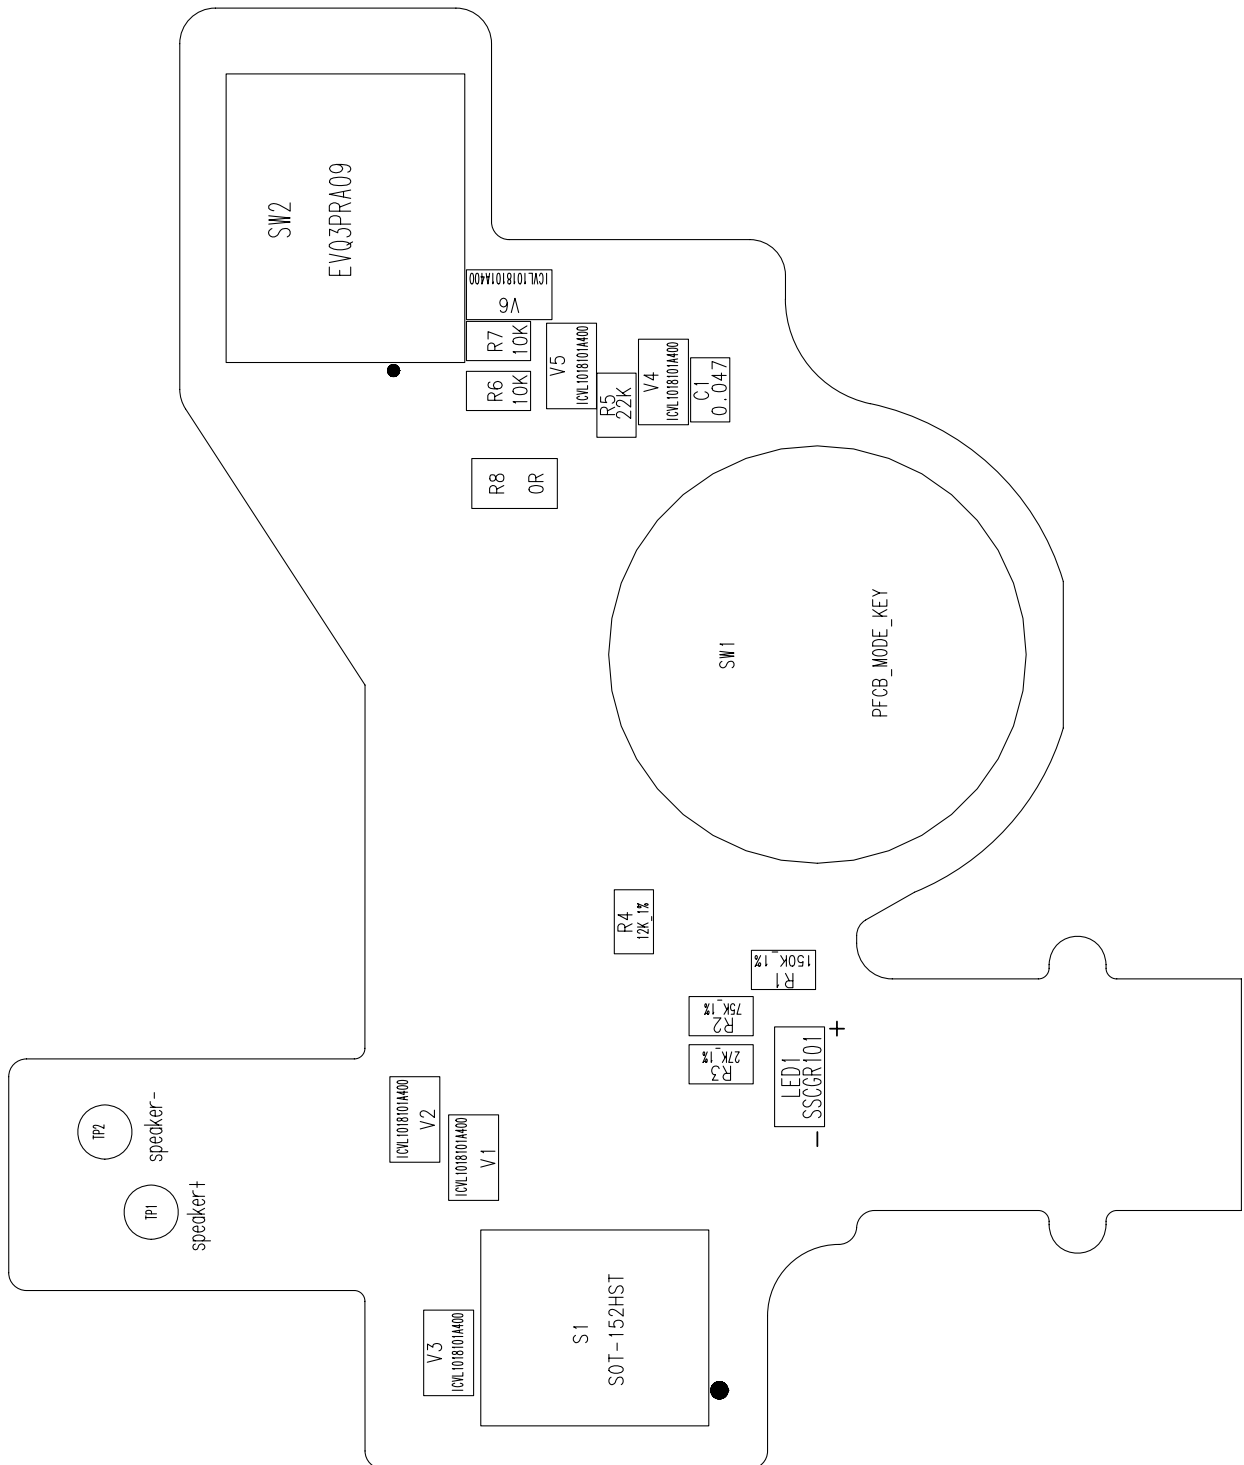 SW2
EVQ3PRA09
ICVL1018101A400
V6
R7
10K
R6
10K
V5
ICVL1018101A400
R5
22K
V4
ICVL1018101A400
C1
0.047
R8
0R
SW1
PFCB_MODE_KEY
R4
12K_1%
150K_1%
R1
75K_1%
R2
27K_1%
R3
+
LED1
SSCGR101
-
ICVL1018101A400
V2
ICVL1018101A400
V1
TP2
speaker-
TP1
speaker+
V3
ICVL1018101A400
S1
SOT-152HST